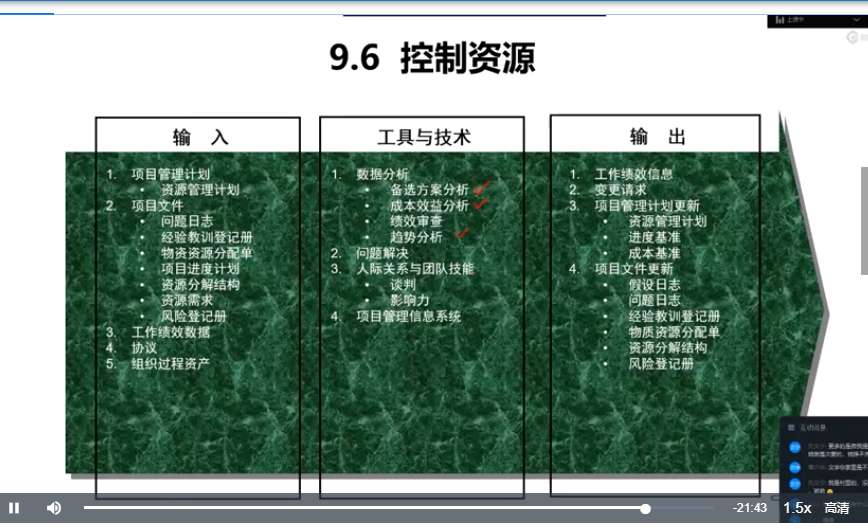 上课中
9.6 控制资源
输 入
1. 项目管理计划
• 资源管理计划
2. 项目文件
• 问题日志
• 经验教训登记册
• 物资资源分配单
• 项目进度计划
• 资源分解结构
• 资源需求
• 风险登记册
3. 工作绩效数据
4. 协议
5. 组织过程资产
工具与技术
1. 数据分析
• 备选方案分析
• 成本效益分析
• 绩效审查
• 趋势分析
2. 问题解决
3. 人际关系与团队技能
• 谈判
• 影响力
4. 项目管理信息系统
输 出
1. 工作绩效信息
2. 变更请求
3. 项目管理计划更新
• 资源管理计划
• 进度基准
• 成本基准
4. 项目文件更新
• 假设日志
• 问题日志
• 经验教训登记册
• 物质资源分配单
• 资源分解结构
• 风险登记册
互动消息
-21:43
1.5x
高清